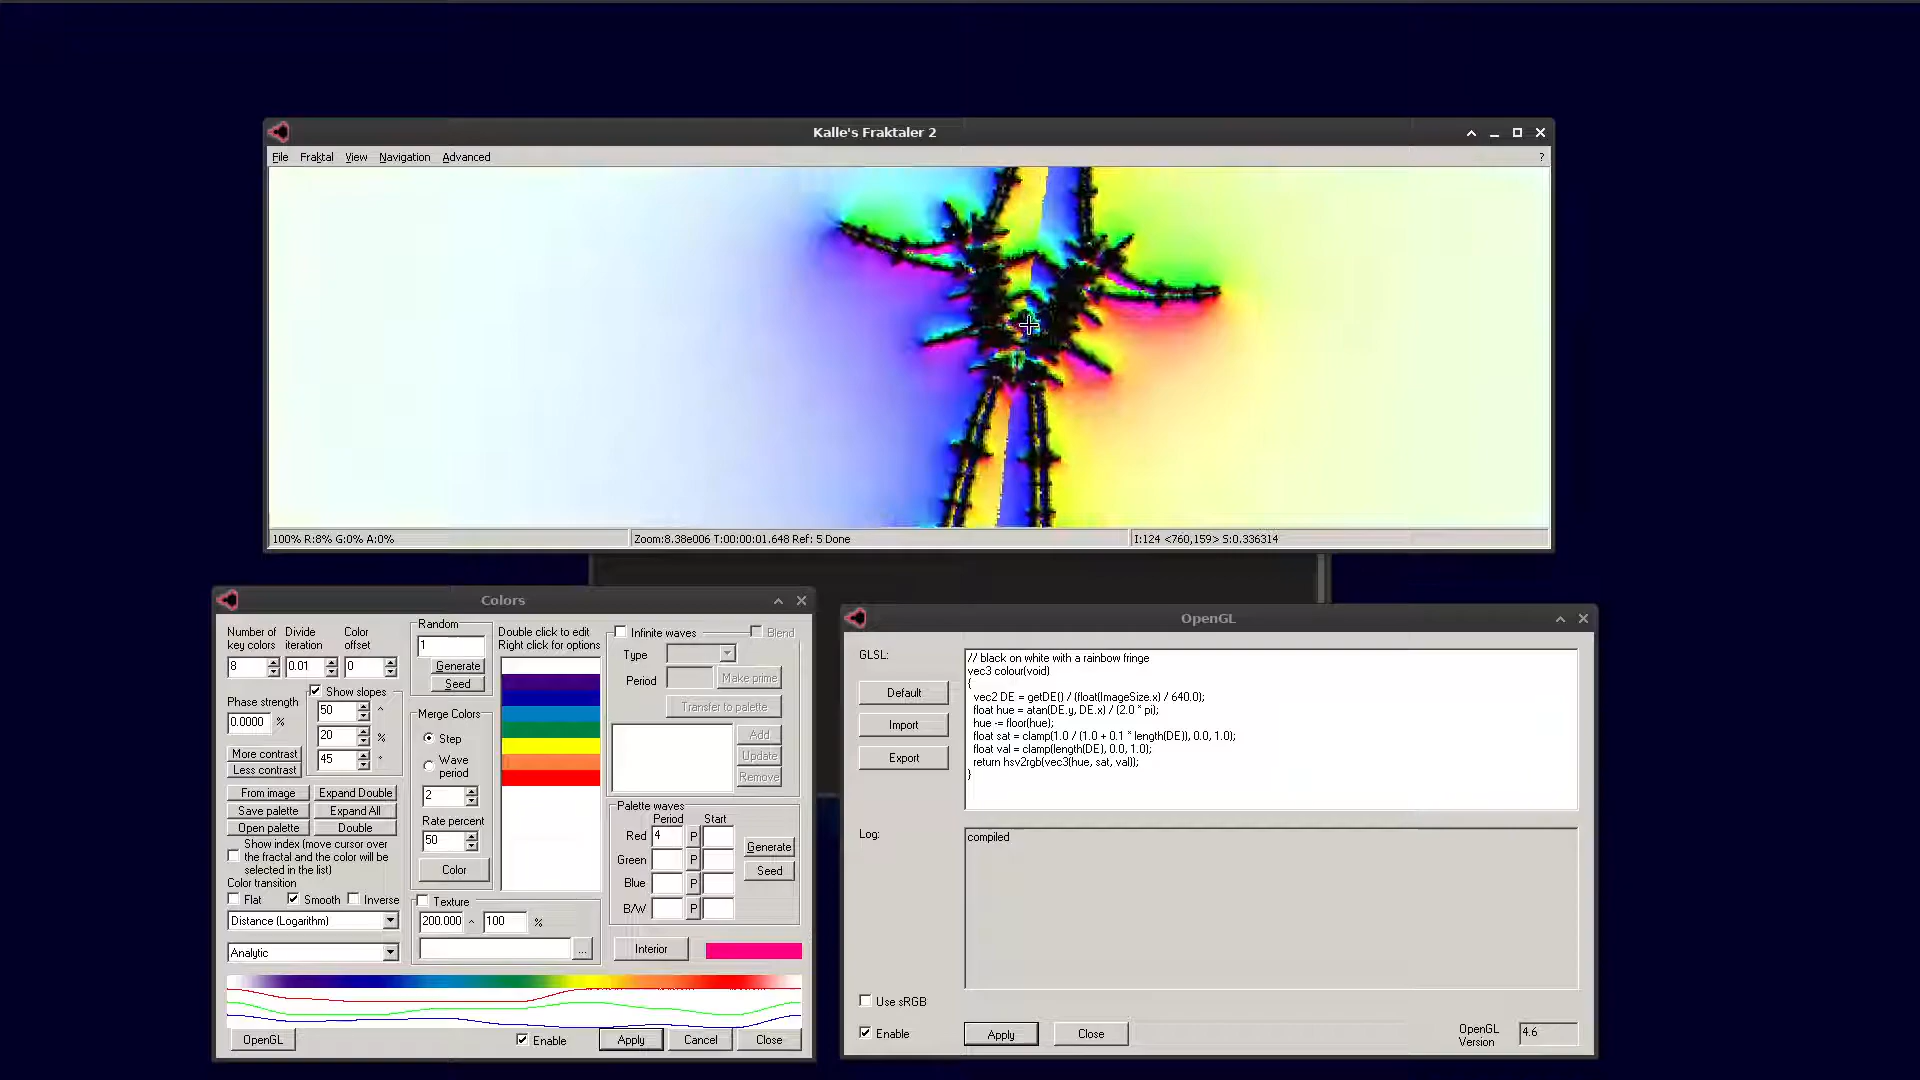 Kalle's Fraktaler 2
File Fraktal View Navigation Advanced ?
100% R:8% G:0% A:0% Zoom:8.38e006 T:00:00:01.648 Ref: 5 Done I:124 <760,159> S:0.336314
Colors
Number of key colors
8
Divide iteration
0.01
Color offset
0
Phase strength
0.0000 %
Show slopes
50
20 %
45 °
More contrast
Less contrast
From image Expand Double
Save palette Expand All
Open palette Double
Show index (move cursor over
the fractal and the color will be
selected in the list)
Color transition
Flat Smooth Inverse
Distance (Logarithm)
Analytic
Random
1
Generate
Seed
Merge Colors
Step
Wave
period
2
Rate percent
50
Color
Double click to edit
Right click for options
Texture
200.000 ^ 100 %
...
Infinite waves Blend
Type
Period Make prime
Transfer to palette
Add
Update
Remove
Palette waves
Period Start
Red 4 P
Green P
Blue P
B/W P
Generate
Seed
Interior
OpenGL Enable Apply Cancel Close
OpenGL
GLSL:
Default
Import
Export
// black on white with a rainbow fringe
vec3 colour(void)
{
vec2 DE = getDE() / (float(ImageSize.x) / 640.0);
float hue = atan(DE.y, DE.x) / (2.0 * pi);
hue -= floor(hue);
float sat = clamp(1.0 / (1.0 + 0.1 * length(DE)), 0.0, 1.0);
float val = clamp(length(DE), 0.0, 1.0);
return hsv2rgb(vec3(hue, sat, val));
}
Log:
compiled
Use sRGB
Enable Apply Close
OpenGL
Version
4.6